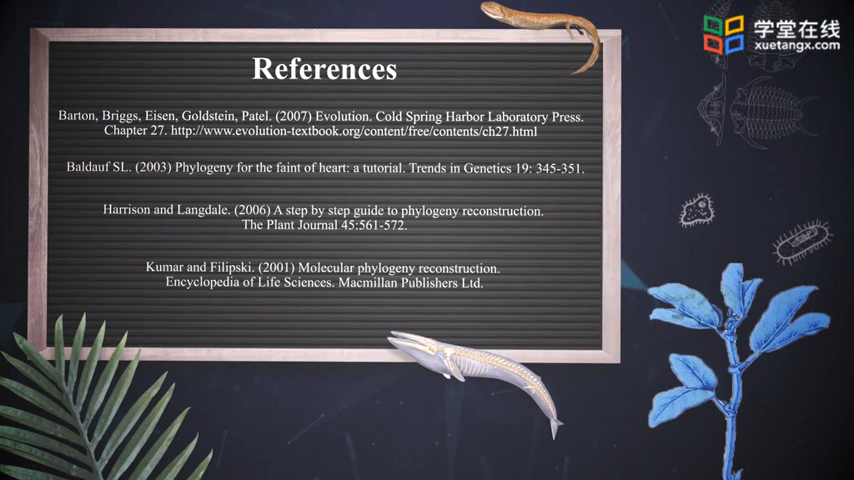 学堂在线
xuetangx.com
References
Barton, Briggs, Eisen, Goldstein, Patel. (2007) Evolution. Cold Spring Harbor Laboratory Press.
Chapter 27. http://www.evolution-textbook.org/content/free/contents/ch27.html
Baldauf SL. (2003) Phylogeny for the faint of heart: a tutorial. Trends in Genetics 19: 345-351.
Harrison and Langdale. (2006) A step by step guide to phylogeny reconstruction.
The Plant Journal 45:561-572.
Kumar and Filipski. (2001) Molecular phylogeny reconstruction.
Encyclopedia of Life Sciences. Macmillan Publishers Ltd.